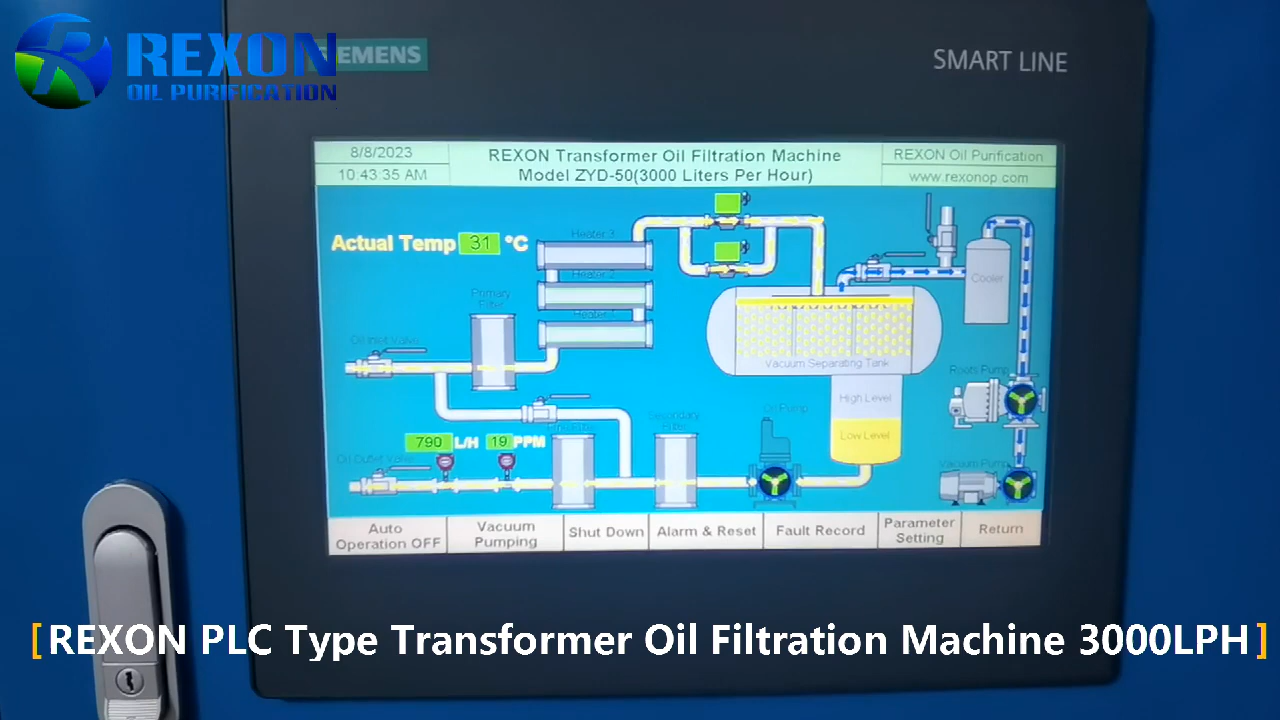 REXON
OIL PURIFICATION
SIEMENS
SMART LINE
8/8/2023
10:43:35 AM
REXON Transformer Oil Filtration Machine
Model ZYD-50(3000 Liters Per Hour)
REXON Oil Purification
www.rexonop.com
Actual Temp 31 °C
Heater 3
Heater 2
Heater 1
Primary
Filter
Oil Inlet Valve
Cooler
Vacuum Separating Tank
Roots Pump
High Level
Low Level
Oil Pump
Secondary
Filter
Fine Filter
790 L/H 19 PPM
Oil Outlet Valve
Vacuum Pump
Auto
Operation OFF
Vacuum
Pumping
Shut Down
Alarm & Reset
Fault Record
Parameter
Setting
Return
[REXON PLC Type Transformer Oil Filtration Machine 3000LPH]